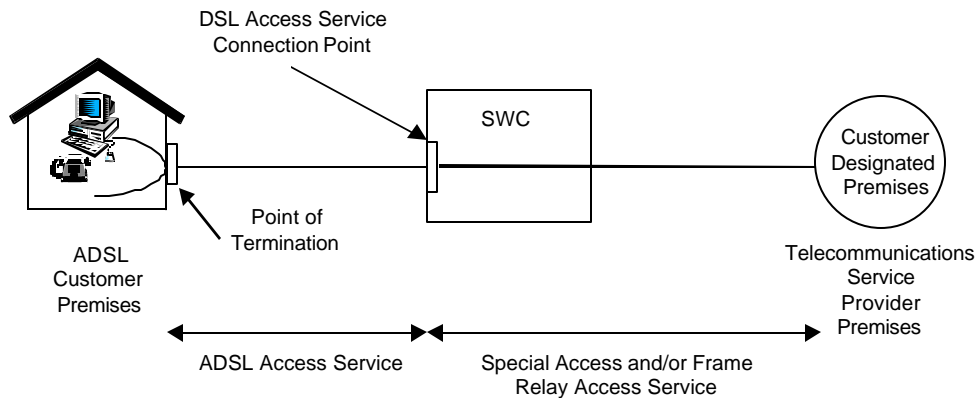 DSL Access Service
Connection Point
SWC
Customer
Designated
Premises
Point of
Termination
ADSL
Customer
Premises
Telecommunications
Service
Provider
Premises
ADSL Access Service
Special Access and/or Frame
Relay Access Service